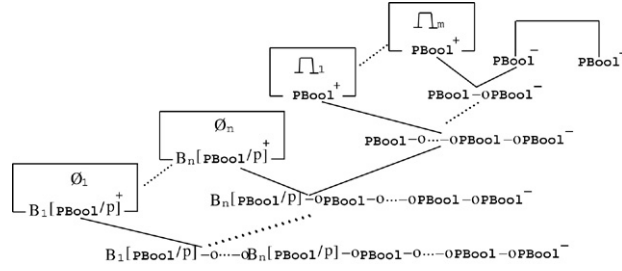 ⊓m
PBool+ PBool− PBool−
⊓1
PBool+ PBool−oPBool−
Øn
PBool−o⋯−oPBool−oPBool−
Bn[PBool/p]+
Ø1
B1[PBool/p]+ Bn[PBool/p]−oPBool−o⋯−oPBool−oPBool−
B1[PBool/p]−o⋯−oBn[PBool/p]−oPBool−o⋯−oPBool−oPBool−